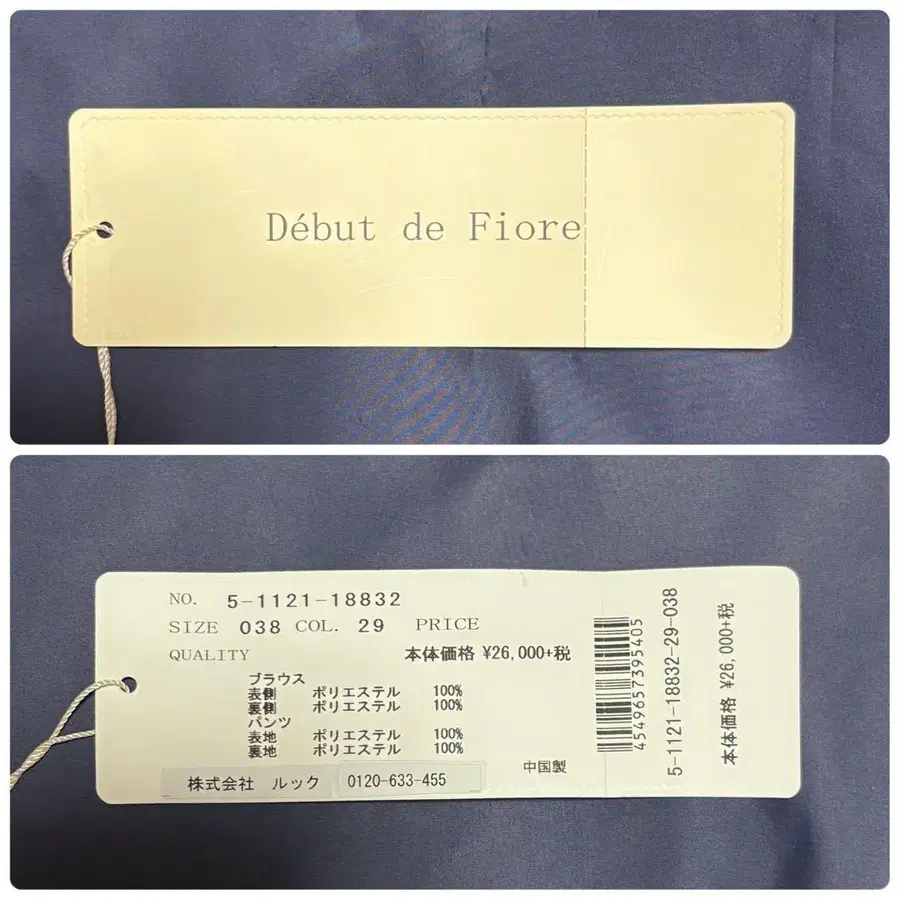 Début de Fiore
NO. 5-1121-18832
SIZE 038 COL. 29 PRICE
QUALITY 本体価格 ¥26,000+税
ブラウス
表側 ポリエステル 100%
裏側 ポリエステル 100%
パンツ
表地 ポリエステル 100%
裏地 ポリエステル 100%
中国製
株式会社 ルック 0120-633-455
4549657395405
5-1121-18832-29-038
本体価格 ¥26,000+税